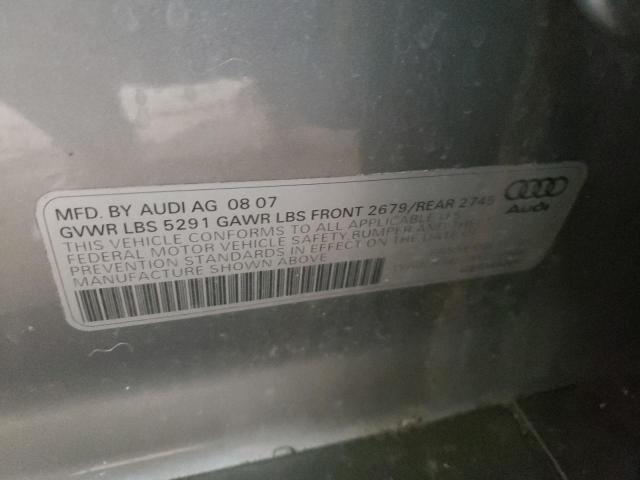 MFD. BY AUDI AG 08 07
GVWR LBS 5291 GAWR LBS FRONT 2679/REAR 2745
THIS VEHICLE CONFORMS TO ALL APPLICABLE U.S.
FEDERAL MOTOR VEHICLE SAFETY BUMPER AND THEFT
PREVENTION STANDARDS IN EFFECT ON THE DATE OF
MANUFACTURE SHOWN ABOVE
Audi